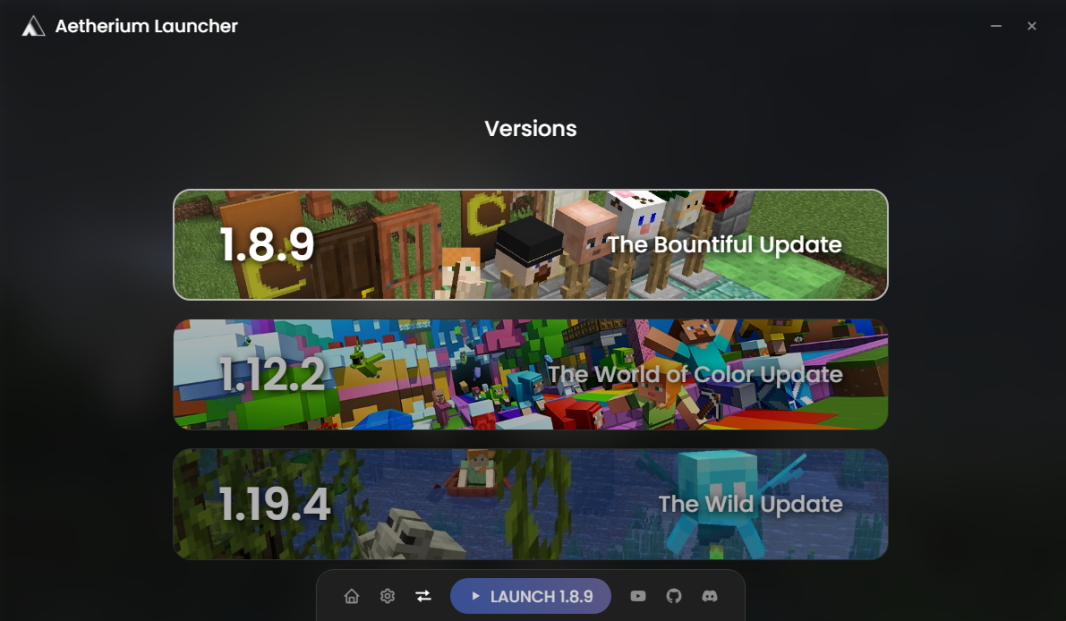 Aetherium Launcher
Versions
1.8.9
The Bountiful Update
1.12.2
The World of Color Update
1.19.4
The Wild Update
LAUNCH 1.8.9